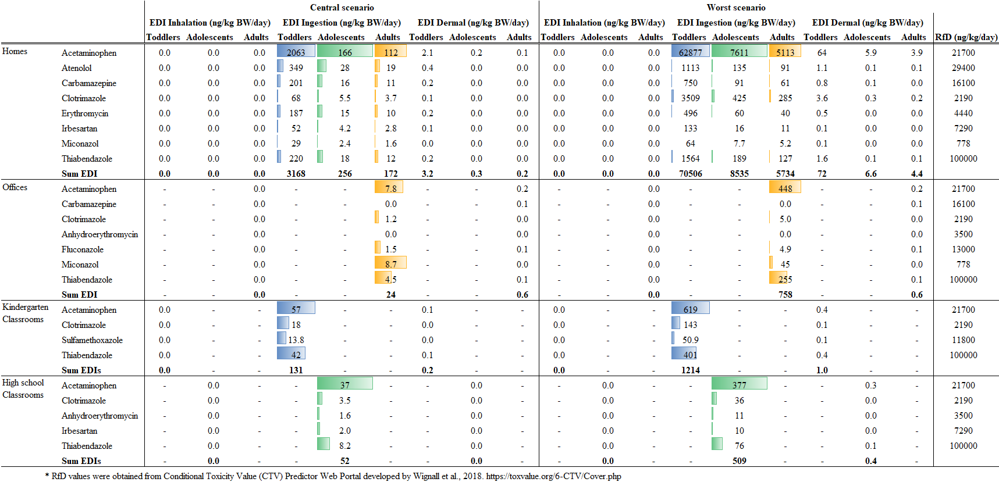 Central scenario Worst scenario
EDI Inhalation (ng/kg BW/day) EDI Ingestion (ng/kg BW/day) EDI Dermal (ng/kg BW/day) EDI Inhalation (ng/kg BW/day) EDI Ingestion (ng/kg BW/day) EDI Dermal (ng/kg BW/day)
Toddlers Adolescents Adults Toddlers Adolescents Adults Toddlers Adolescents Adults Toddlers Adolescents Adults Toddlers Adolescents Adults Toddlers Adolescents Adults RfD (ng/kg/day)
Homes Acetaminophen 0.0 0.0 0.0 2063 166 112 2.1 0.2 0.1 0.0 0.0 0.0 62877 7611 5113 64 5.9 3.9 21700
Atenolol 0.0 0.0 0.0 349 28 19 0.4 0.0 0.0 0.0 0.0 0.0 1113 135 91 1.1 0.1 0.1 29400
Carbamazepine 0.0 0.0 0.0 201 16 11 0.2 0.0 0.0 0.0 0.0 0.0 750 91 61 0.8 0.1 0.0 16100
Clotrimazole 0.0 0.0 0.0 68 5.5 3.7 0.1 0.0 0.0 0.0 0.0 0.0 3509 425 285 3.6 0.3 0.2 2190
Erythromycin 0.0 0.0 0.0 187 15 10 0.2 0.0 0.0 0.0 0.0 0.0 496 60 40 0.5 0.0 0.0 4440
Irbesartan 0.0 0.0 0.0 52 4.2 2.8 0.1 0.0 0.0 0.0 0.0 0.0 133 16 11 0.1 0.0 0.0 7290
Miconazol 0.0 0.0 0.0 29 2.4 1.6 0.0 0.0 0.0 0.0 0.0 0.0 64 7.7 5.2 0.1 0.0 0.0 778
Thiabendazole 0.0 0.0 0.0 220 18 12 0.2 0.0 0.0 0.0 0.0 0.0 1564 189 127 1.6 0.1 0.1 100000
Sum EDI 0.0 0.0 0.0 3168 256 172 3.2 0.3 0.2 0.0 0.0 0.0 70506 8535 5734 72 6.6 4.4
Offices Acetaminophen - - 0.0 - - 7.8 - - 0.2 - - 0.0 - - 448 - - 0.2 21700
Carbamazepine - - 0.0 - - 0.0 - - 0.1 - - 0.0 - - 0.0 - - 0.1 16100
Clotrimazole - - 0.0 - - 1.2 - - 0.0 - - 0.0 - - 5.0 - - 0.0 2190
Anhydroerythromycin - - 0.0 - - 0.0 - - 0.0 - - 0.0 - - 0.0 - - 0.0 3500
Fluconazole - - 0.0 - - 1.5 - - 0.1 - - 0.0 - - 4.9 - - 0.1 13000
Miconazol - - 0.0 - - 8.7 - - 0.0 - - 0.0 - - 45 - - 0.0 778
Thiabendazole - - 0.0 - - 4.5 - - 0.1 - - 0.0 - - 255 - - 0.1 100000
Sum EDI - - 0.0 - - 24 - - 0.6 - - 0.0 - - 758 - - 0.6
Kindergarten Acetaminophen 0.0 - - 57 - - 0.1 - - 0.0 - - 619 - - 0.4 - - 21700
Classrooms Clotrimazole 0.0 - - 18 - - 0.0 - - 0.0 - - 143 - - 0.1 - - 2190
Sulfamethoxazole 0.0 - - 13.8 - - 0.0 - - 0.0 - - 50.9 - - 0.1 - - 11800
Thiabendazole 0.0 - - 42 - - 0.1 - - 0.0 - - 401 - - 0.4 - - 100000
Sum EDIs 0.0 - - 131 - - 0.2 - - 0.0 - - 1214 - - 1.0 - -
High school Acetaminophen - 0.0 - - 37 - - 0.0 - - 0.0 - - 377 - - 0.3 - 21700
Classrooms Clotrimazole - 0.0 - - 3.5 - - 0.0 - - 0.0 - - 36 - - 0.0 - 2190
Anhydroerythromycin - 0.0 - - 1.6 - - 0.0 - - 0.0 - - 11 - - 0.0 - 3500
Irbesartan - 0.0 - - 2.0 - - 0.0 - - 0.0 - - 10 - - 0.0 - 7290
Thiabendazole - 0.0 - - 8.2 - - 0.0 - - 0.0 - - 76 - - 0.1 - 100000
Sum EDIs - 0.0 - - 52 - - 0.0 - - 0.0 - - 509 - - 0.4 -
* RfD values were obtained from Conditional Toxicity Value (CTV) Predictor Web Portal developed by Wignall et al., 2018. https://toxvalue.org/6-CTV/Cover.php